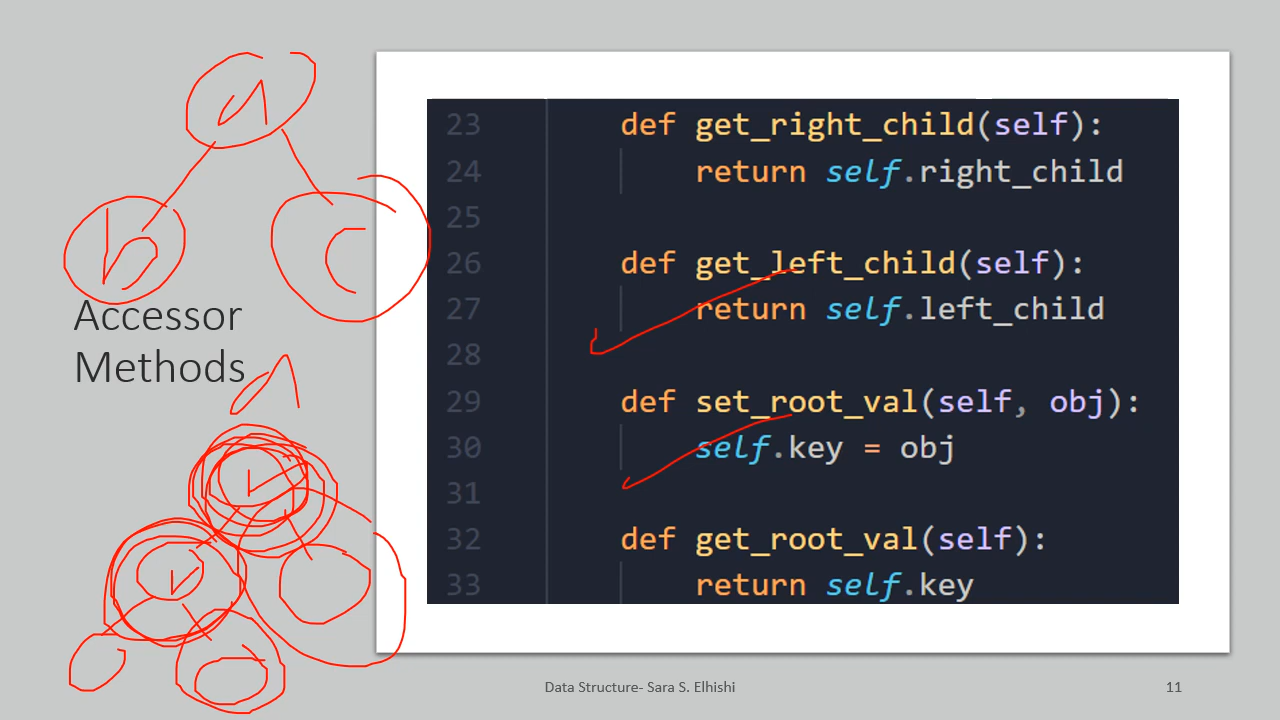 a
b
c
Accessor
Methods
23 def get_right_child(self):
24 return self.right_child
25
26 def get_left_child(self):
27 return self.left_child
28
29 def set_root_val(self, obj):
30 self.key = obj
31
32 def get_root_val(self):
33 return self.key
Data Structure- Sara S. Elhishi
11